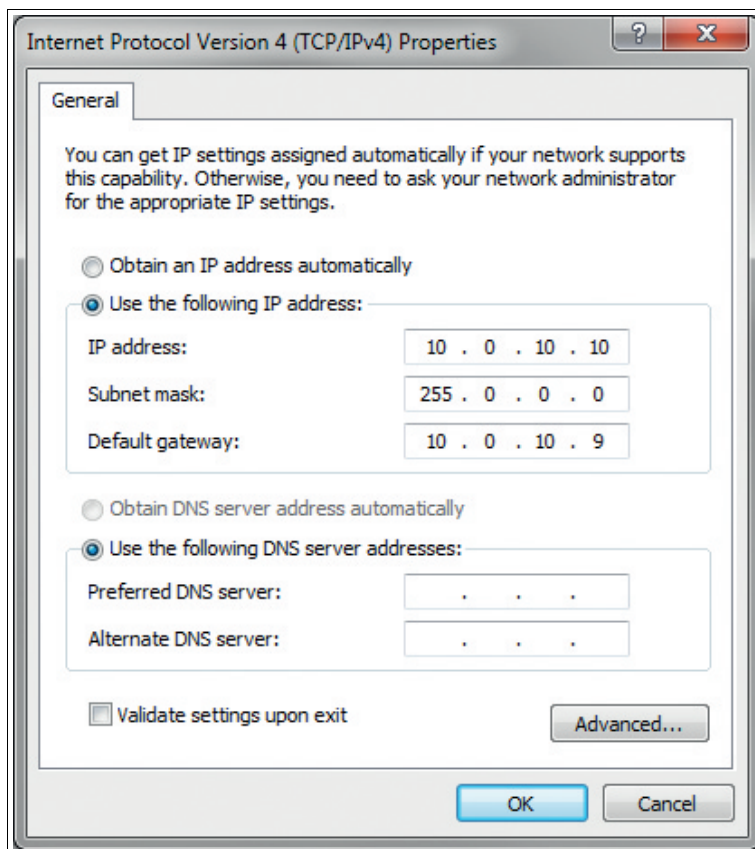 Internet Protocol Version 4 (TCP/IPv4) Properties
?
X
General
You can get IP settings assigned automatically if your network supports
this capability. Otherwise, you need to ask your network administrator
for the appropriate IP settings.
Obtain an IP address automatically
Use the following IP address:
IP address: 10 . 0 . 10 . 10
Subnet mask: 255 . 0 . 0 . 0
Default gateway: 10 . 0 . 10 . 9
Obtain DNS server address automatically
Use the following DNS server addresses:
Preferred DNS server: . . .
Alternate DNS server: . . .
Validate settings upon exit
Advanced...
OK Cancel